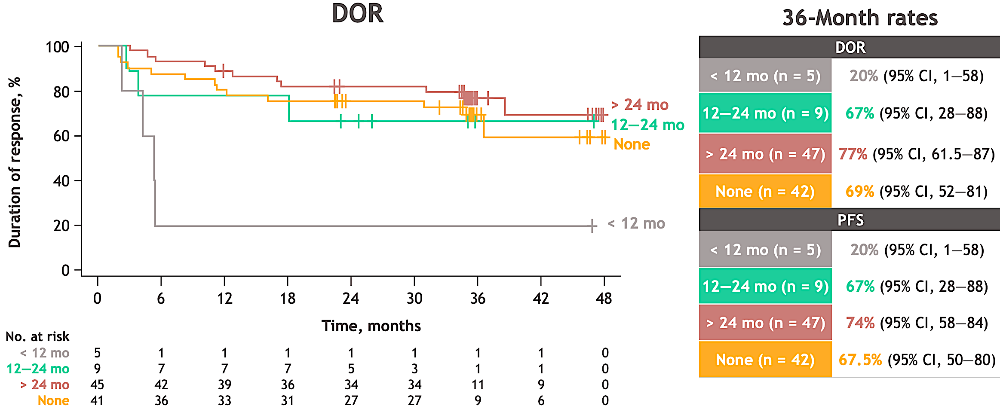 DOR
Duration of response, %
100
80
60
40
20
0
> 24 mo
12–24 mo
None
< 12 mo
0 6 12 18 24 30 36 42 48
Time, months
No. at risk
< 12 mo 5 1 1 1 1 1 1 1 0
12–24 mo 9 7 7 7 5 3 1 1 0
> 24 mo 45 42 39 36 34 34 11 9 0
None 41 36 33 31 27 27 9 6 0
36-Month rates
DOR
< 12 mo (n = 5) 20% (95% CI, 1–58)
12–24 mo (n = 9) 67% (95% CI, 28–88)
> 24 mo (n = 47) 77% (95% CI, 61.5–87)
None (n = 42) 69% (95% CI, 52–81)
PFS
< 12 mo (n = 5) 20% (95% CI, 1–58)
12–24 mo (n = 9) 67% (95% CI, 28–88)
> 24 mo (n = 47) 74% (95% CI, 58–84)
None (n = 42) 67.5% (95% CI, 50–80)